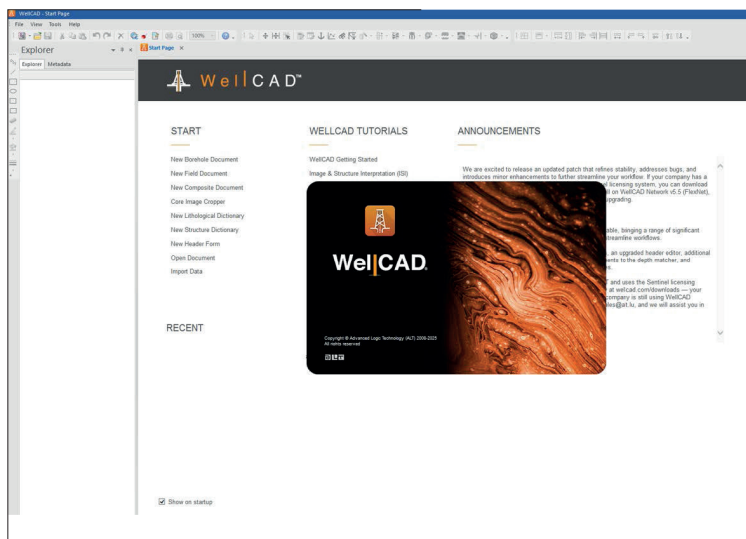 WellCAD - Start Page
File View Tools Help
100%
Explorer
Start Page
Explorer Metadata
WellCAD™
START
New Borehole Document
New Field Document
New Composite Document
Core Image Cropper
New Lithological Dictionary
New Structure Dictionary
New Header Form
Open Document
Import Data
RECENT
WELLCAD TUTORIALS
WellCAD Getting Started
Image & Structure Interpretation (ISI)
ANNOUNCEMENTS
We are excited to release an updated patch that refines stability, addresses bugs, and
introduces minor enhancements to further streamline your workflow. If your company has a
licensing system, you can download
on WellCAD Network v5.5 (FlexNet),
upgrading.
able, bringing a range of significant
streamline workflows.
, an upgraded header editor, additional
ments to the depth matcher, and
and uses the Sentinel licensing
at wellcad.com/downloads — your
company is still using WellCAD
, and we will assist you in
WellCAD
Copyright © Advanced Logic Technology (ALT) 2008-2025
All rights reserved
ALT
Show on startup